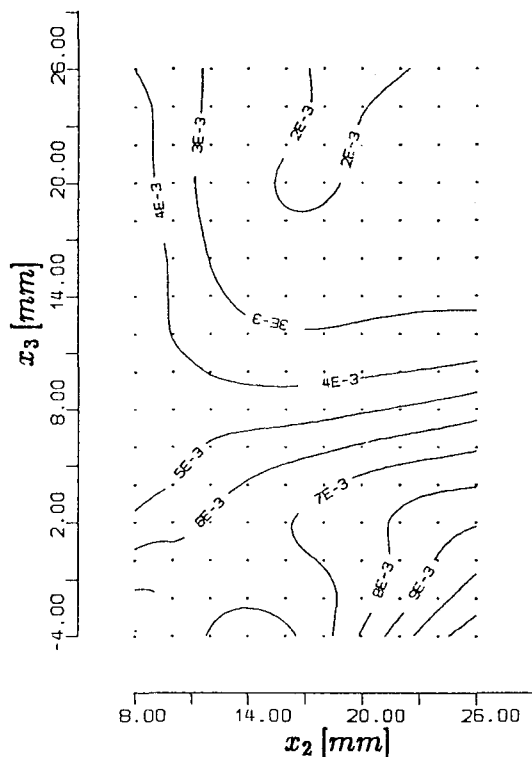 26.00
20.00
14.00
8.00
2.00
-4.00
x₃ [mm]
2E-3
3E-3
2E-3
4E-3
3E-3
4E-3
5E-3
6E-3
7E-3
8E-3
9E-3
8.00 14.00 20.00 26.00
x₂ [mm]